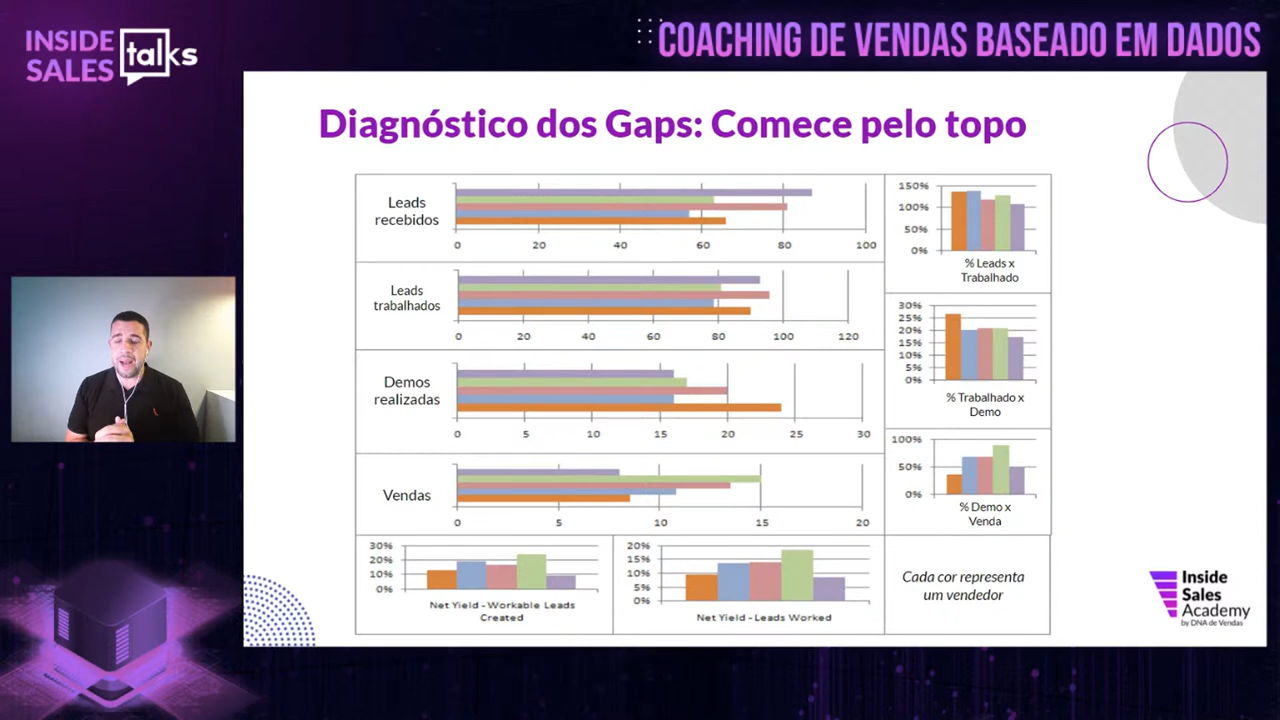 INSIDE
SALES
talks
COACHING DE VENDAS BASEADO EM DADOS
Diagnóstico dos Gaps: Comece pelo topo
Leads
recebidos
0 20 40 60 80 100
Leads
trabalhados
0 20 40 60 80 100 120
Demos
realizadas
0 5 10 15 20 25 30
Vendas
0 5 10 15 20
150%
100%
50%
0%
% Leads x
Trabalhado
30%
25%
20%
15%
10%
5%
0%
% Trabalhado x
Demo
100%
50%
0%
% Demo x
Venda
30%
20%
10%
0%
Net Yield - Workable Leads
Created
20%
15%
10%
5%
0%
Net Yield - Leads Worked
Cada cor representa
um vendedor
Inside
Sales
Academy
by DNA de Vendas